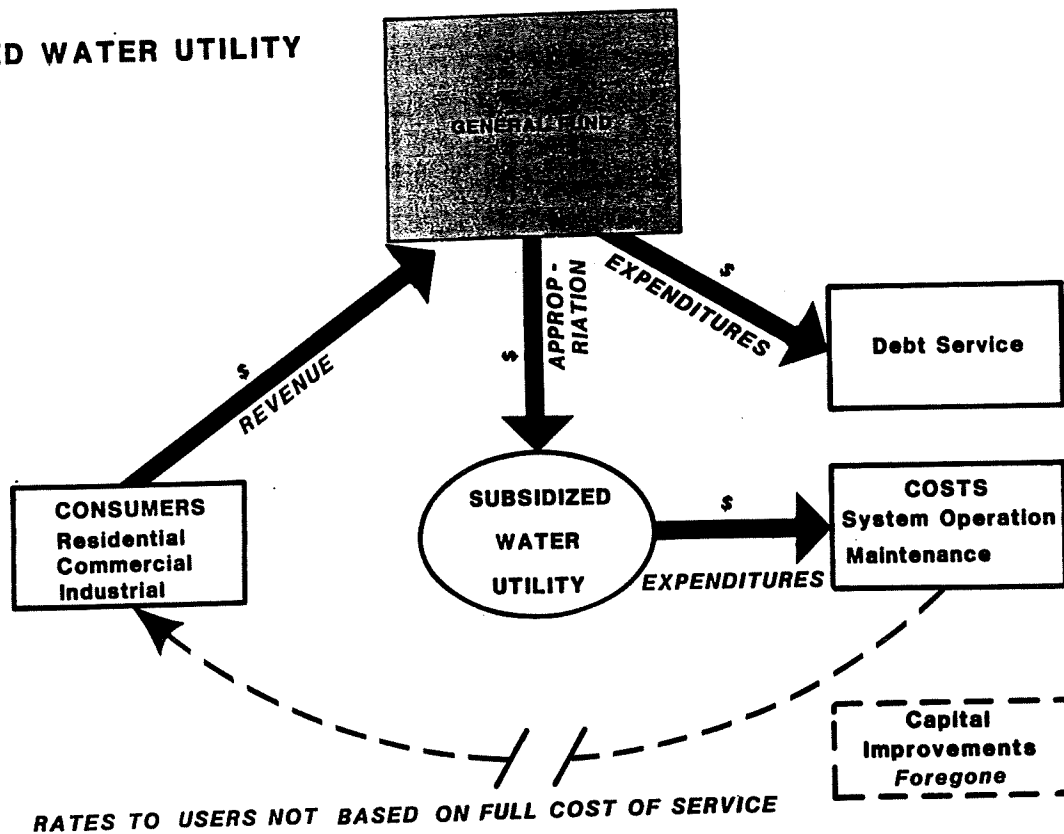 ED WATER UTILITY
GENERAL FUND
$
REVENUE
$
APPROP -
RIATION
$
EXPENDITURES
Debt Service
CONSUMERS
Residential
Commercial
Industrial
SUBSIDIZED
WATER
UTILITY
$
EXPENDITURES
COSTS
System Operation
Maintenance
Capital
Improvements
Foregone
RATES TO USERS NOT BASED ON FULL COST OF SERVICE